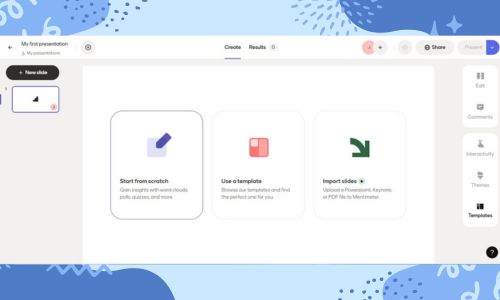 My first presentation
My presentations
Create
Results 0
Share
Present
+ New slide
1
Start from scratch
Gain insights with word clouds,
polls, quizzes, and more.
Use a template
Browse our templates and find
the perfect one for you
Import slides
Upload a Powerpoint, Keynote,
or PDF file to Mentimeter.
Edit
Comments
Interactivity
Themes
Templates
?